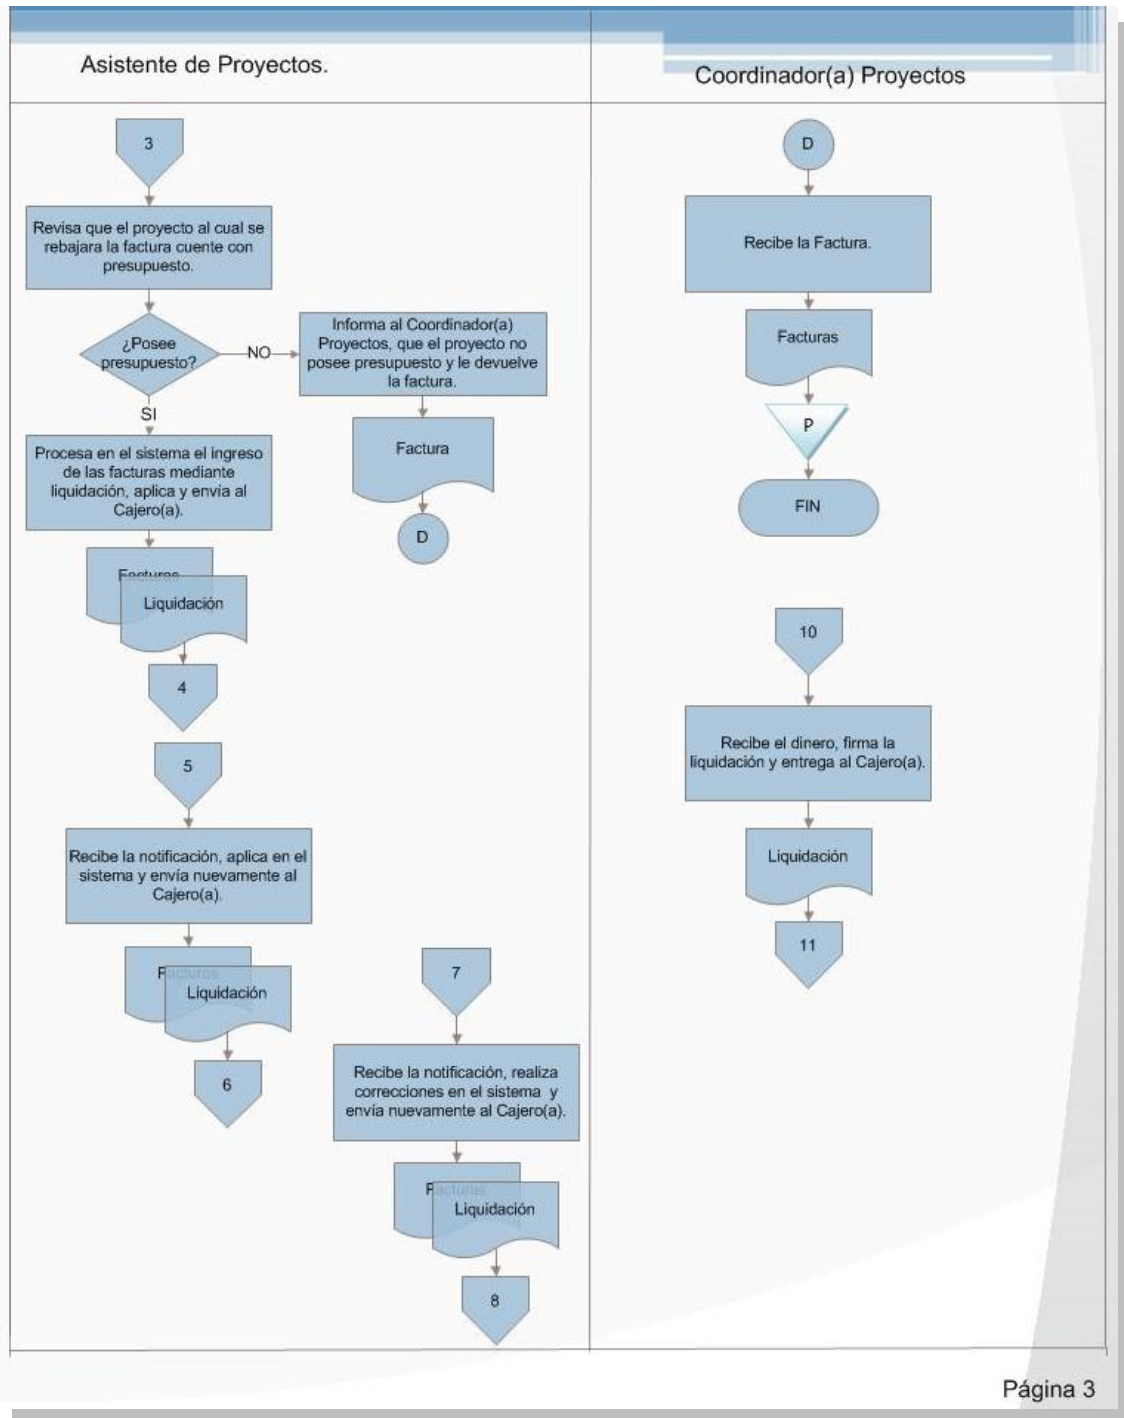 Asistente de Proyectos.
Coordinador(a) Proyectos
3
Revisa que el proyecto al cual se
rebajara la factura cuente con
presupuesto.
¿Posee
presupuesto?
NO
Informa al Coordinador(a)
Proyectos, que el proyecto no
posee presupuesto y le devuelve
la factura.
Factura
D
SI
Procesa en el sistema el ingreso
de las facturas mediante
liquidación, aplica y envía al
Cajero(a).
Facturas
Liquidación
4
5
Recibe la notificación, aplica en el
sistema y envía nuevamente al
Cajero(a).
Facturas
Liquidación
6
7
Recibe la notificación, realiza
correcciones en el sistema y
envía nuevamente al Cajero(a).
Facturas
Liquidación
8
D
Recibe la Factura.
Facturas
P
FIN
10
Recibe el dinero, firma la
liquidación y entrega al Cajero(a).
Liquidación
11
Página 3